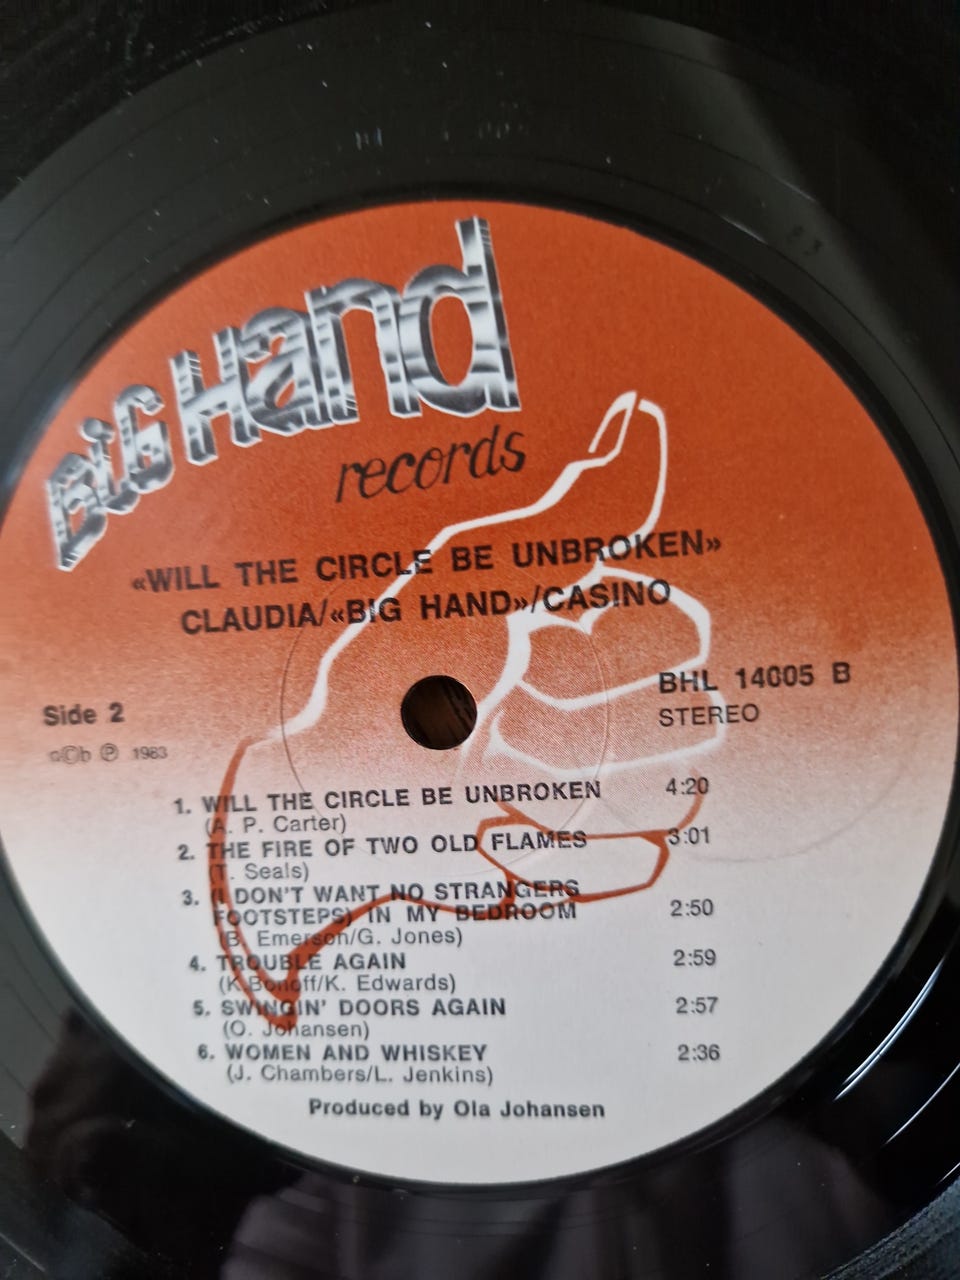 BiG Hand
records
«WILL THE CIRCLE BE UNBROKEN»
CLAUDIA/«BIG HAND»/CASINO
BHL 14005 B
Side 2
STEREO
℗ 1983
1. WILL THE CIRCLE BE UNBROKEN 4:20
(A. P. Carter)
2. THE FIRE OF TWO OLD FLAMES 3:01
(T. Seals)
3. (I DON'T WANT NO STRANGERS
FOOTSTEPS) IN MY BEDROOM 2:50
(B. Emerson/G. Jones)
4. TROUBLE AGAIN 2:59
(K.Bonoff/K. Edwards)
5. SWINGIN' DOORS AGAIN 2:57
(O. Johansen)
6. WOMEN AND WHISKEY 2:36
(J. Chambers/L. Jenkins)
Produced by Ola Johansen